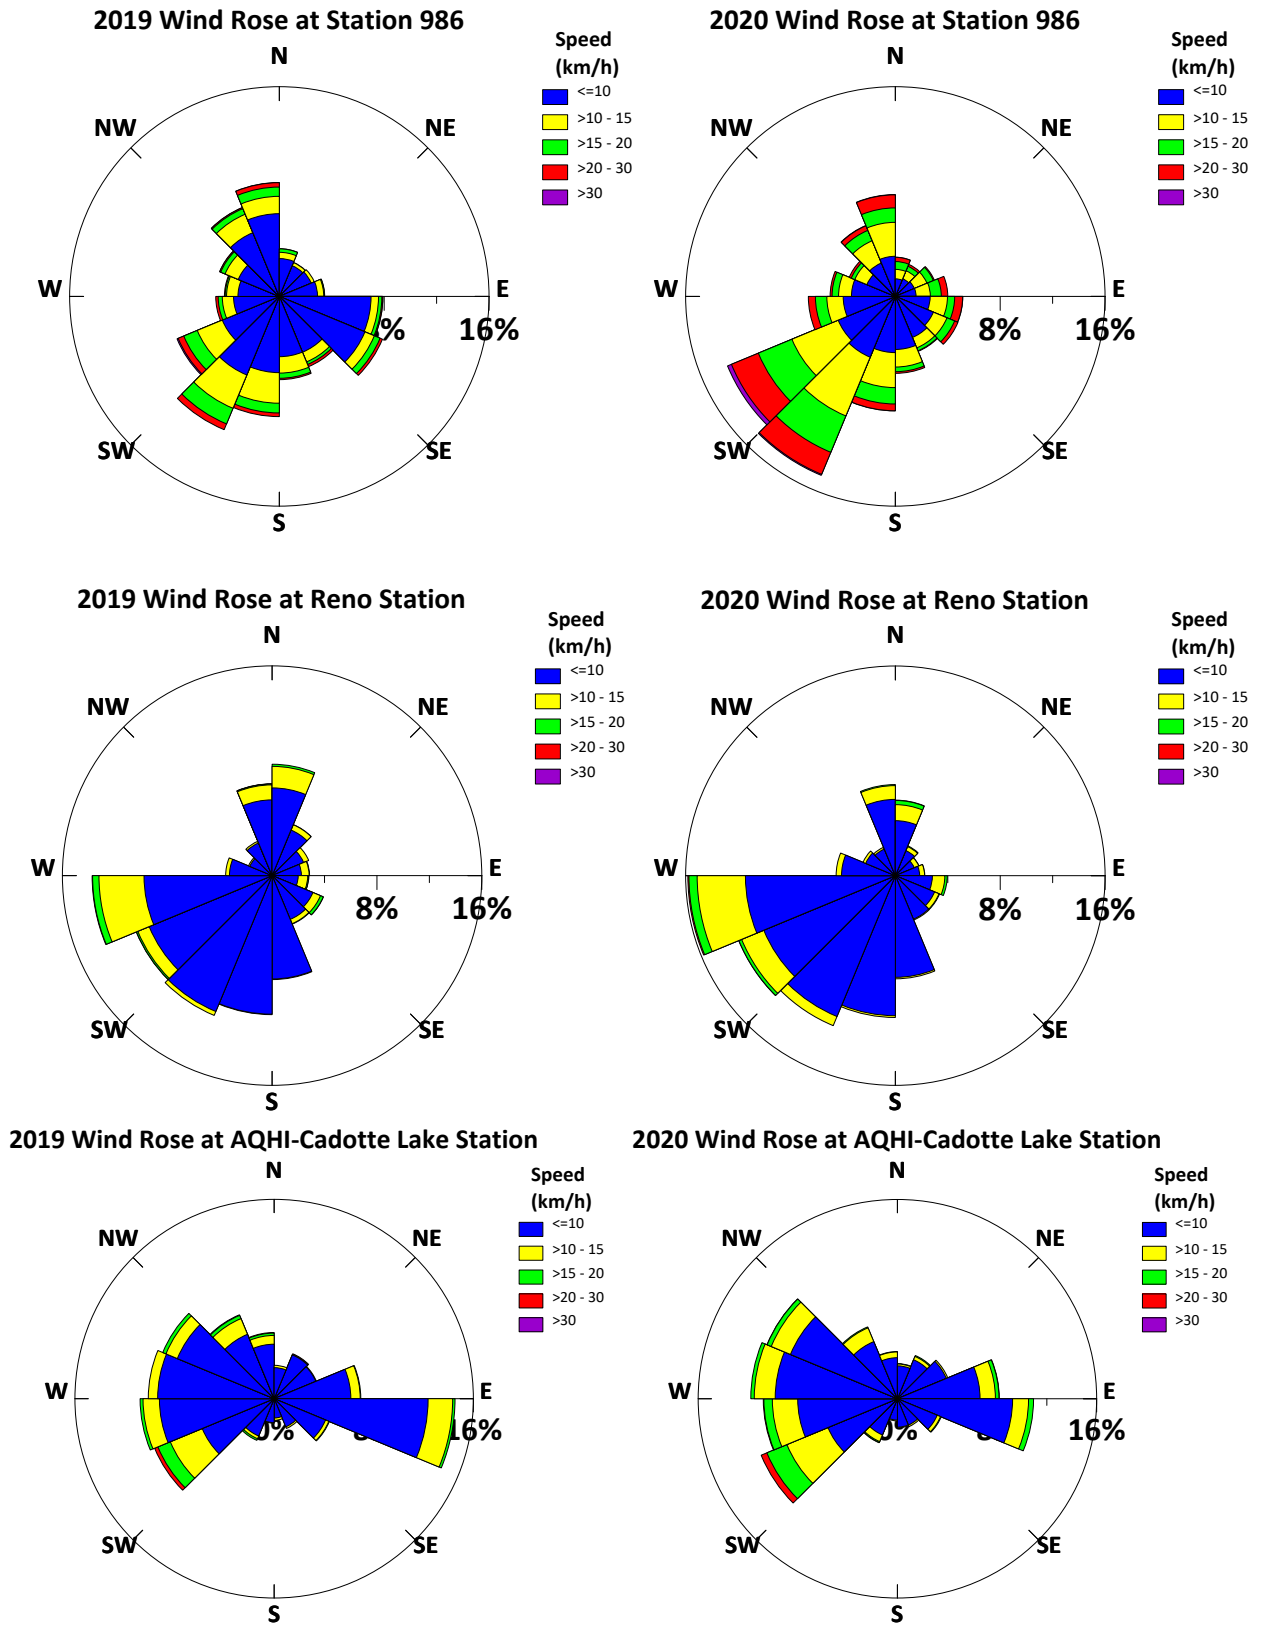 2019 Wind Rose at Station 986
Speed
(km/h)
<=10
>10 - 15
>15 - 20
>20 - 30
>30
N
NW
NE
W
E
%
16%
SW
SE
S
2020 Wind Rose at Station 986
Speed
(km/h)
<=10
>10 - 15
>15 - 20
>20 - 30
>30
N
NW
NE
W
E
8%
16%
SW
SE
S
2019 Wind Rose at Reno Station
Speed
(km/h)
<=10
>10 - 15
>15 - 20
>20 - 30
>30
N
NW
NE
W
E
8%
16%
SW
SE
S
2020 Wind Rose at Reno Station
Speed
(km/h)
<=10
>10 - 15
>15 - 20
>20 - 30
>30
N
NW
NE
W
E
8%
16%
SW
SE
S
2019 Wind Rose at AQHI-Cadotte Lake Station
Speed
(km/h)
<=10
>10 - 15
>15 - 20
>20 - 30
>30
N
NW
NE
W
E
0%
16%
SW
SE
S
2020 Wind Rose at AQHI-Cadotte Lake Station
Speed
(km/h)
<=10
>10 - 15
>15 - 20
>20 - 30
>30
N
NW
NE
W
E
0%
16%
SW
SE
S